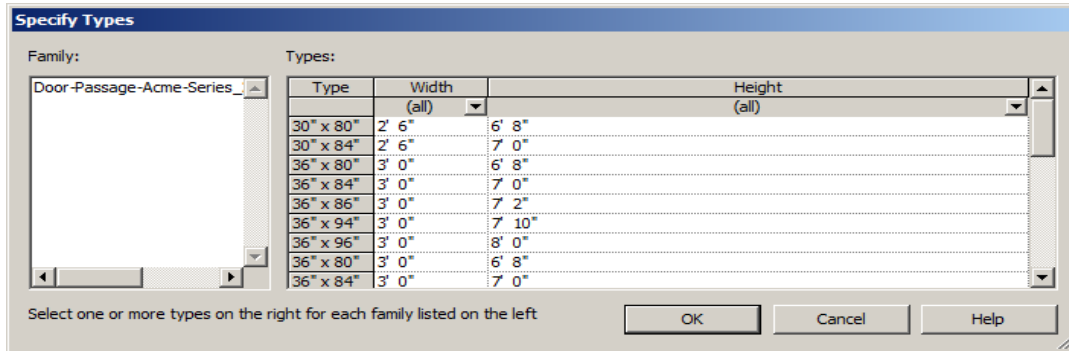 Specify Types
Family: Types:
Door-Passage-Acme-Series_
Type Width Height
(all) (all)
30" x 80" 2' 6" 6' 8"
30" x 84" 2' 6" 7' 0"
36" x 80" 3' 0" 6' 8"
36" x 84" 3' 0" 7' 0"
36" x 86" 3' 0" 7' 2"
36" x 94" 3' 0" 7' 10"
36" x 96" 3' 0" 8' 0"
36" x 80" 3' 0" 6' 8"
36" x 84" 3' 0" 7' 0"
Select one or more types on the right for each family listed on the left
OK Cancel Help